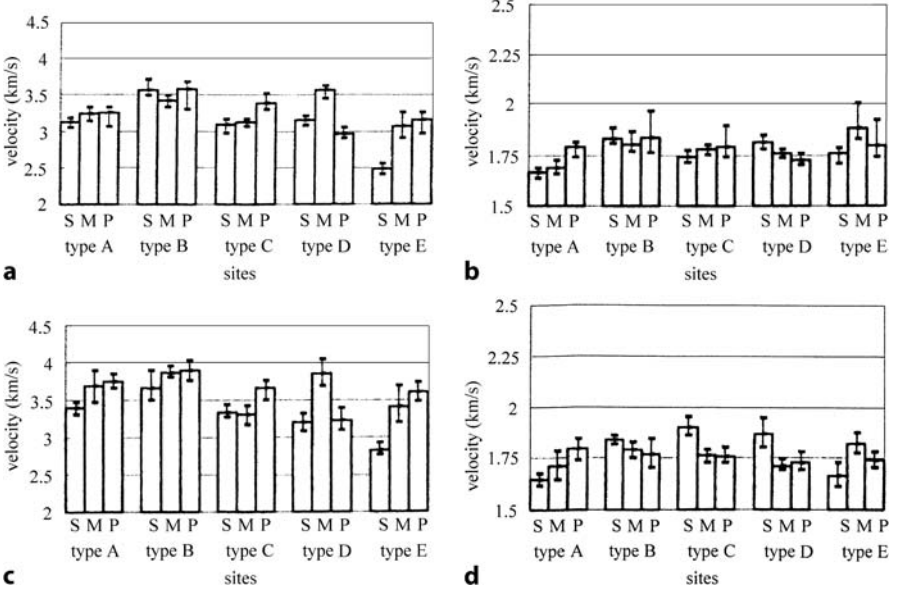 a
velocity (km/s)
4.5
4
3.5
3
2.5
2
S M P S M P S M P S M P S M P
type A type B type C type D type E
sites
b
velocity (km/s)
2.5
2.25
2
1.75
1.5
S M P S M P S M P S M P S M P
type A type B type C type D type E
sites
c
velocity (km/s)
4.5
4
3.5
3
2.5
2
S M P S M P S M P S M P S M P
type A type B type C type D type E
sites
d
velocity (km/s)
2.5
2.25
2
1.75
1.5
S M P S M P S M P S M P S M P
type A type B type C type D type E
sites